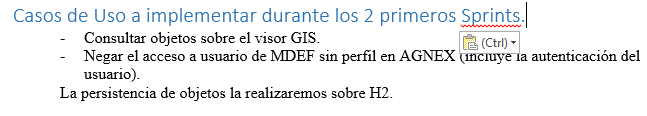 Casos de Uso a implementar durante los 2 primeros Sprints.
- Consultar objetos sobre el visor GIS.
(Ctrl)
- Negar el acceso a usuario de MDEF sin perfil en AGNEX (incluye la autenticación del
usuario).
La persistencia de objetos la realizaremos sobre H2.